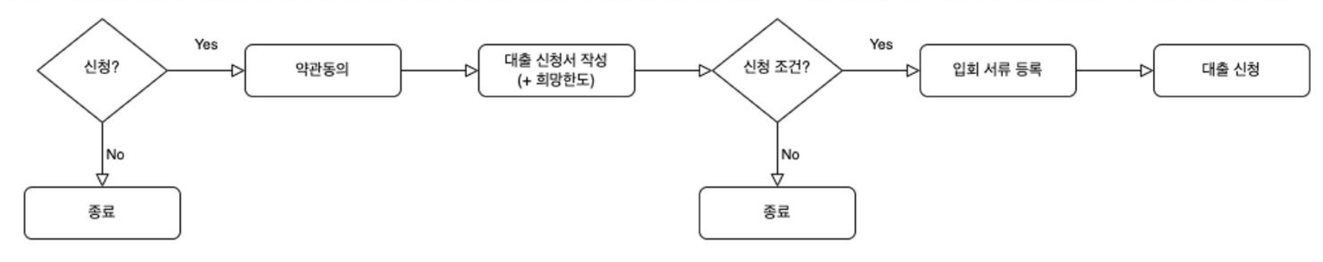 신청?
Yes
약관동의
대출 신청서 작성
(+ 희망한도)
신청 조건?
Yes
입회 서류 등록
대출 신청
No
종료
No
종료